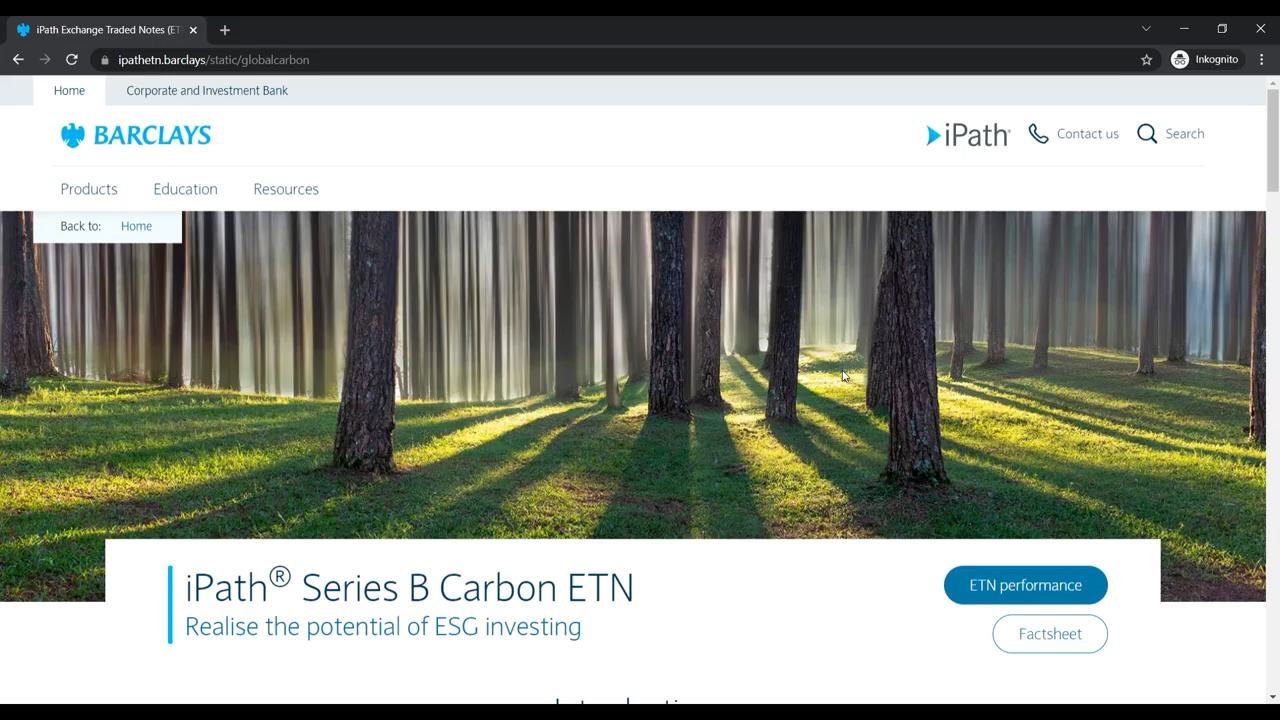 iPath Exchange Traded Notes (ET
ipathetn.barclays/static/globalcarbon
Inkognito
Home
Corporate and Investment Bank
BARCLAYS
iPath®
Contact us
Search
Products
Education
Resources
Back to:
Home
iPath® Series B Carbon ETN
Realise the potential of ESG investing
ETN performance
Factsheet